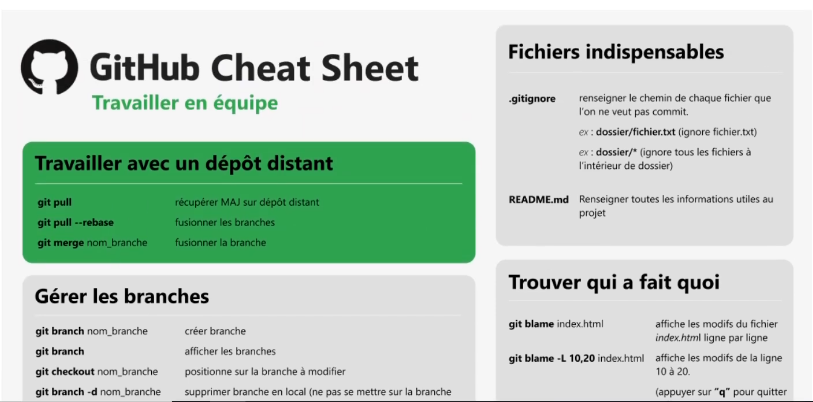 GitHub Cheat Sheet
Travailler en équipe
Travailler avec un dépôt distant
git pull récupérér MAJ sur dépôt distant
git pull --rebase fusionner les branches
git merge nom_branche fusionner la branche
Gérer les branches
git branch nom_branche créer branche
git branch afficher les branches
git checkout nom_branche positionne sur la branche à modifier
git branch -d nom_branche supprimer branche en local (ne pas se mettre sur la branche
Fichiers indispensables
.gitignore renseigner le chemin de chaque fichier que
l'on ne veut pas commit.
ex : dossier/fichier.txt (ignore fichier.txt)
ex : dossier/* (ignore tous les fichiers à
l'intérieur de dossier)
README.md Renseigner toutes les informations utiles au
projet
Trouver qui a fait quoi
git blame index.html affiche les modifs du fichier
index.html ligne par ligne
git blame -L 10,20 index.html affiche les modifs de la ligne
10 à 20.
(appuyer sur "q" pour quitter